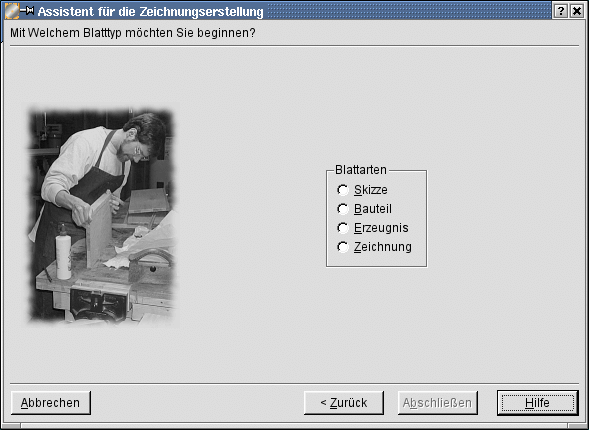 Assistent für die Zeichnungserstellung
Mit Welchem Blatttyp möchten Sie beginnen?
Blattarten
Skizze
Bauteil
Erzeugnis
Zeichnung
Abbrechen
< Zurück
Abschließen
Hilfe